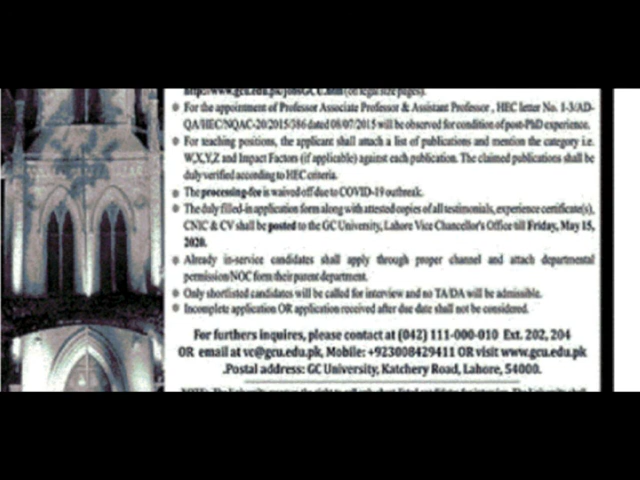 http://www.gcu.edu.pk/jobsGCU.htm (on legal size pages).
For the appointment of Professor Associate Professor & Assistant Professor , HEC letter No. 1-3/AD-
QA/HEC/NQAC-20/2015/386 dated 08/07/2015 will be observed for condition of post-PhD experience.
For teaching positions, the applicant shall attach a list of publications and mention the category i.e.
W,X,Y,Z and Impact Factors (if applicable) against each publication. The claimed publications shall be
duly verified according to HEC criteria.
The processing-fee is waived off due to COVID-19 outbreak.
The duly filled-in application form along with attested copies of all testimonials, experience certificate(s),
CNIC & CV shall be posted to the GC University, Lahore Vice Chancellor's Office till Friday, May 15,
2020.
Already in-service candidates shall apply through proper channel and attach departmental
permission/NOC form their parent department.
Only shortlisted candidates will be called for interview and no TA/DA will be admissible.
Incomplete application OR application received after due date shall not be considered.
For furthers inquires, please contact at (042) 111-000-010 Ext. 202, 204
OR email at vc@gcu.edu.pk, Mobile: +923008429411 OR visit www.gcu.edu.pk
.Postal address: GC University, Katchery Road, Lahore, 54000.